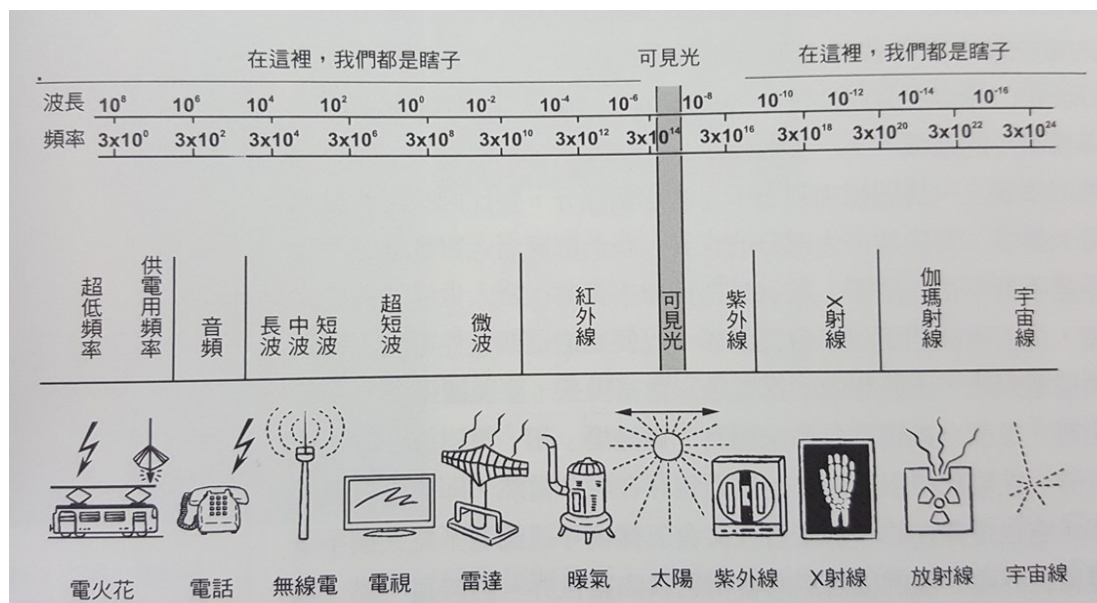 在這裡，我們都是瞎子 可見光 在這裡，我們都是瞎子
波長 10⁸ 10⁶ 10⁴ 10² 10⁰ 10⁻² 10⁻⁴ 10⁻⁶ 10⁻⁸ 10⁻¹⁰ 10⁻¹² 10⁻¹⁴ 10⁻¹⁶
頻率 3x10⁰ 3x10² 3x10⁴ 3x10⁶ 3x10⁸ 3x10¹⁰ 3x10¹² 3x10¹⁴ 3x10¹⁶ 3x10¹⁸ 3x10²⁰ 3x10²² 3x10²⁴
超低頻率
供電用頻率
音頻
長波
中波
短波
超短波
微波
紅外線
可見光
紫外線
X射線
伽瑪射線
宇宙線
電火花 電話 無線電 電視 雷達 暖氣 太陽 紫外線 X射線 放射線 宇宙線